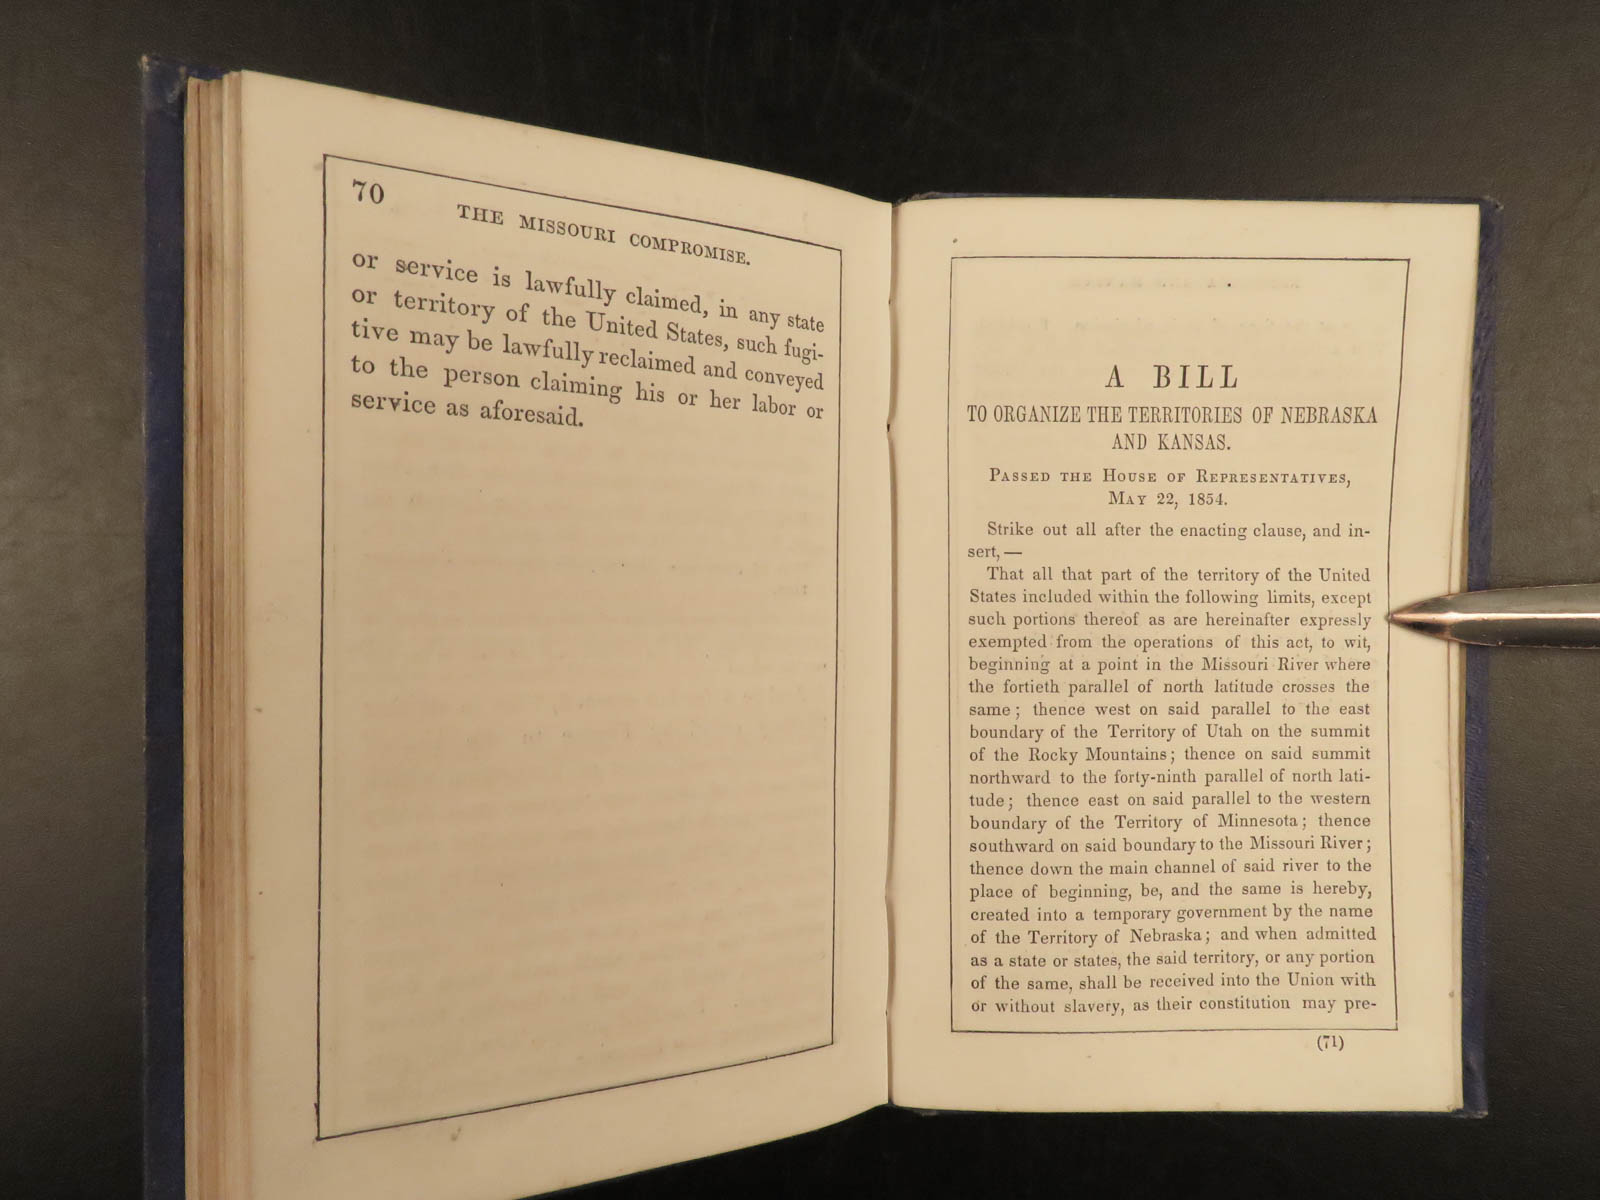 70
THE MISSOURI COMPROMISE.
or service is lawfully claimed, in any state
or territory of the United States, such fugi-
tive may be lawfully reclaimed and conveyed
to the person claiming his or her labor or
service as aforesaid.
A BILL
TO ORGANIZE THE TERRITORIES OF NEBRASKA
AND KANSAS.
PASSED THE HOUSE OF REPRESENTATIVES,
MAY 22, 1854.
Strike out all after the enacting clause, and in-
sert, —
That all that part of the territory of the United
States included within the following limits, except
such portions thereof as are hereinafter expressly
exempted from the operations of this act, to wit,
beginning at a point in the Missouri River where
the fortieth parallel of north latitude crosses the
same; thence west on said parallel to the east
boundary of the Territory of Utah on the summit
of the Rocky Mountains; thence on said summit
northward to the forty-ninth parallel of north lati-
tude; thence east on said parallel to the western
boundary of the Territory of Minnesota; thence
southward on said boundary to the Missouri River;
thence down the main channel of said river to the
place of beginning, be, and the same is hereby,
created into a temporary government by the name
of the Territory of Nebraska; and when admitted
as a state or states, the said territory, or any portion
of the same, shall be received into the Union with
or without slavery, as their constitution may pre-
(71)